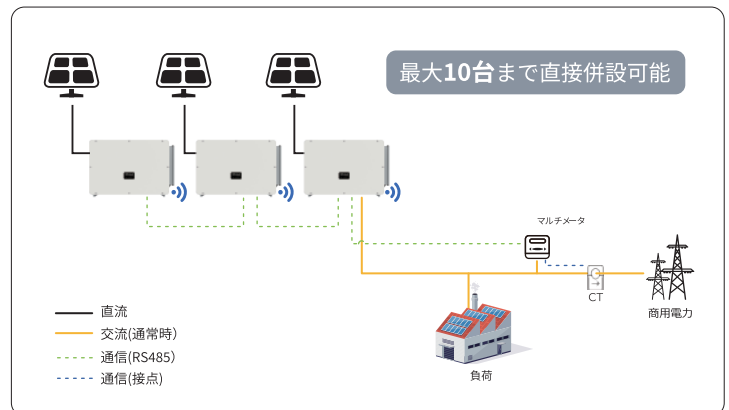 最大10台まで直接併設可能
マルチメータ
CT
商用電力
負荷
直流
交流(通常時)
通信(RS485)
通信(接点)